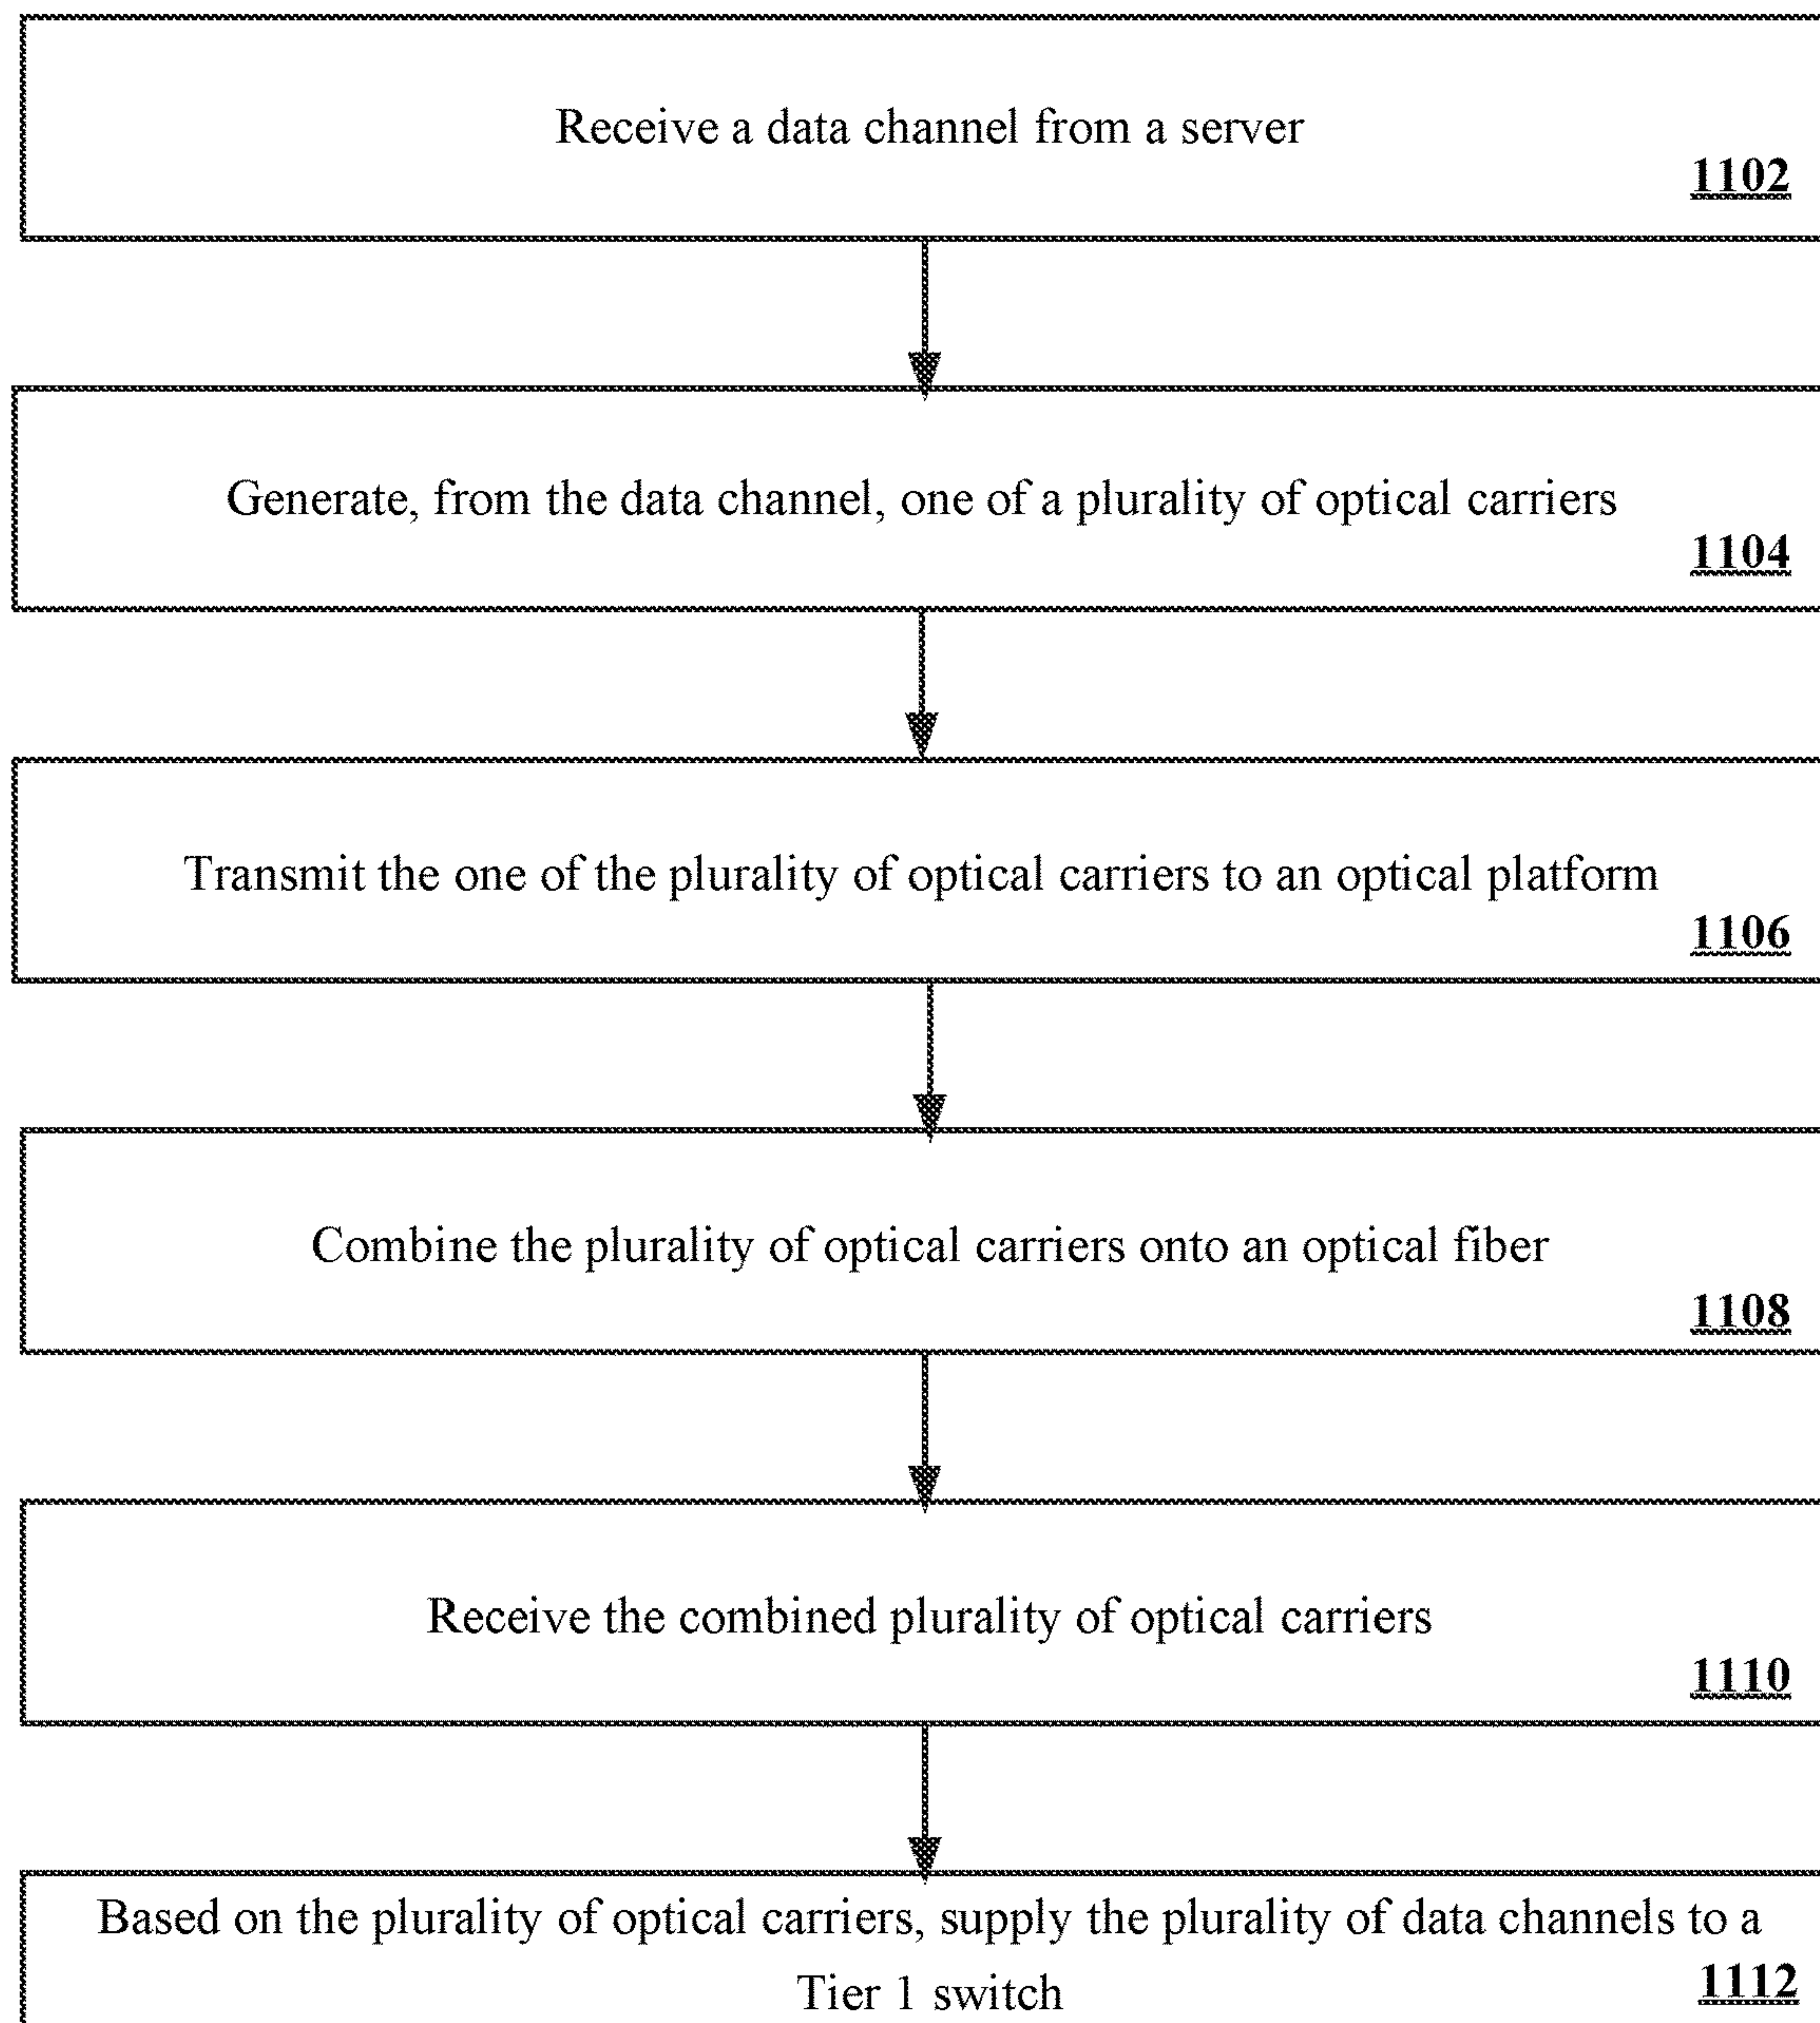 Receive a data channel from a server
1102
Generate, from the data channel, one of a plurality of optical carriers
1104
Transmit the one of the plurality of optical carriers to an optical platform
1106
Combine the plurality of optical carriers onto an optical fiber
1108
Receive the combined plurality of optical carriers
1110
Based on the plurality of optical carriers, supply the plurality of data channels to a
Tier 1 switch
1112